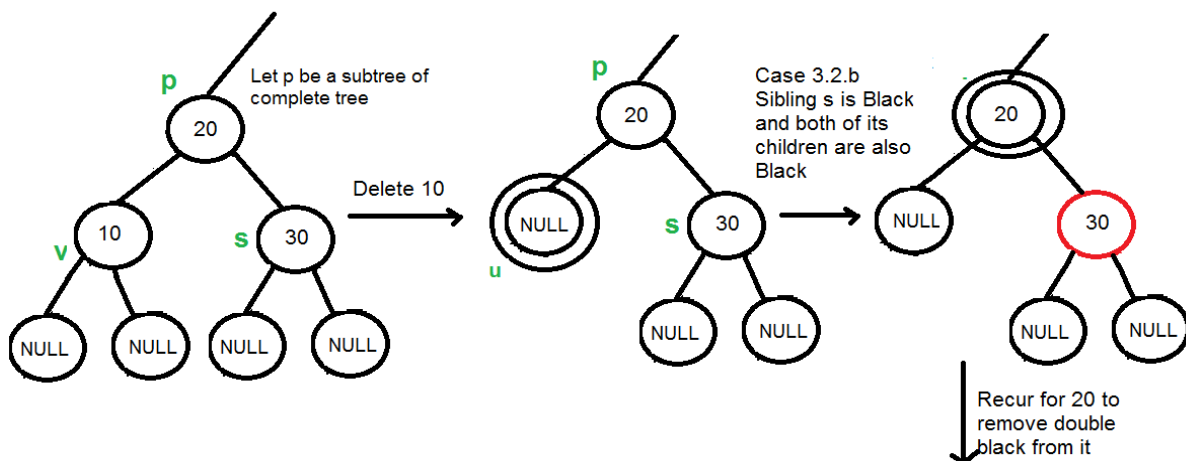 p
Let p be a subtree of
complete tree
20
10
v
s
30
NULL
NULL
NULL
NULL
Delete 10
p
20
NULL
u
s
30
NULL
NULL
Case 3.2.b
Sibling s is Black
and both of its
children are also
Black
20
NULL
30
NULL
NULL
Recur for 20 to
remove double
black from it